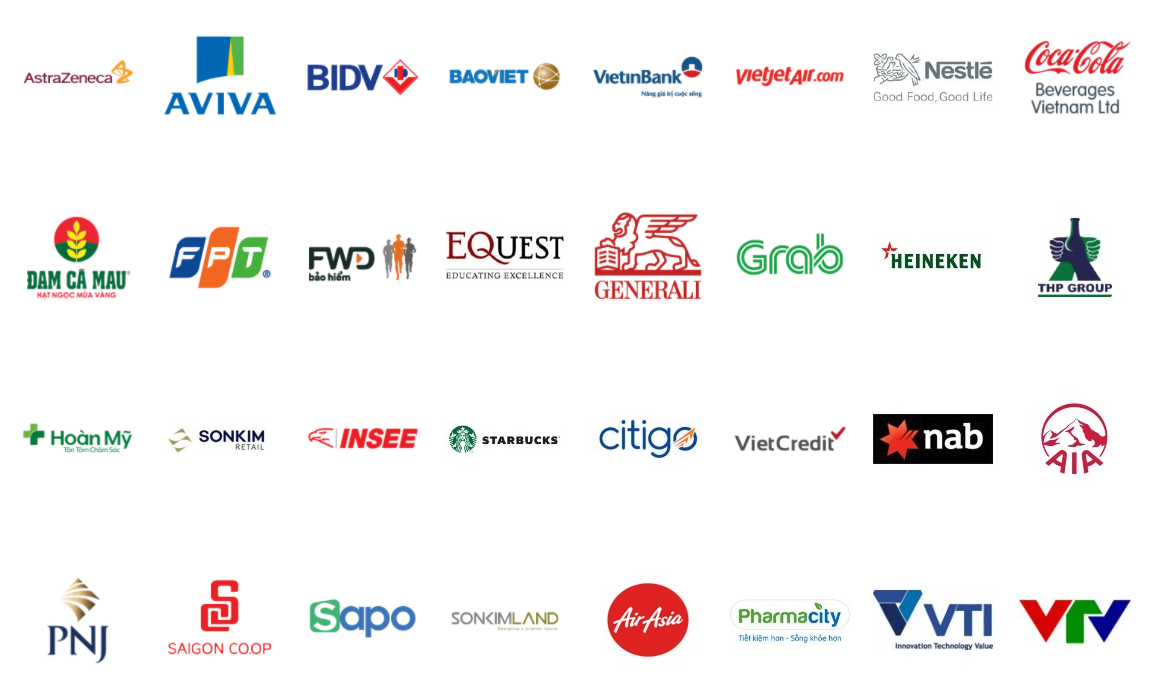 AstraZeneca
AVIVA
BIDV
BAOVIET
VietinBank
Nâng giá trị cuộc sống
vietjetAir.com
Nestlé
Good Food, Good Life
Coca-Cola
Beverages
Vietnam Ltd
ĐẠM CÀ MAU®
HẠT NGỌC MÙA VÀNG
FPT®
FWD
bảo hiểm
EQUEST
EDUCATING EXCELLENCE
GENERALI
Grab
HEINEKEN
THP GROUP
Hoàn Mỹ
Tận Tâm Chăm Sóc
SONKIM
RETAIL
INSEE
STARBUCKS
citigo
VietCredit
nab
AIA
PNJ
SAIGON CO.OP
Sapo
SONKIMLAND
Designing a brighter future
AirAsia
Pharmacity
Tiết kiệm hơn - Sống khỏe hơn
VTI
Innovation Technology Value
VTV